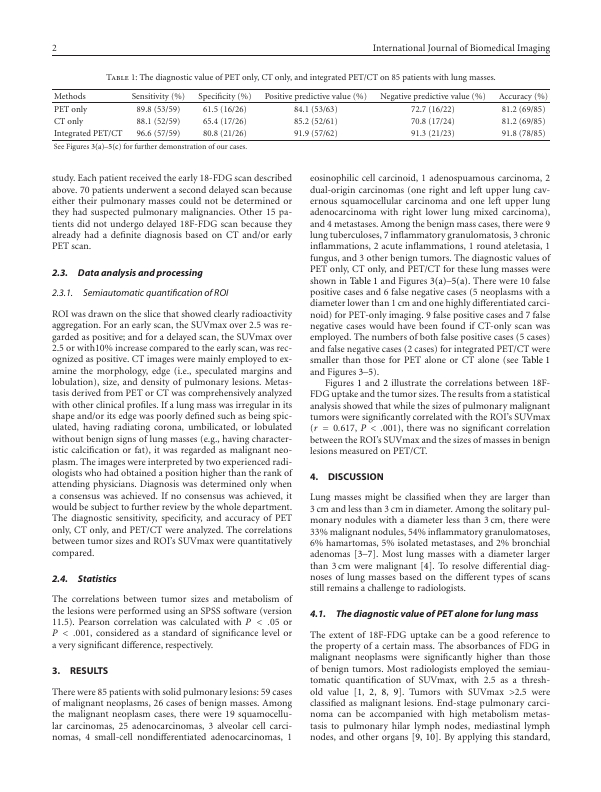 2 International Journal of Biomedical Imaging
Table 1: The diagnostic value of PET only, CT only, and integrated PET/CT on 85 patients with lung masses.
Methods Sensitivity (%) Specificity (%) Positive predictive value (%) Negative predictive value (%) Accuracy (%)
PET only 89.8 (53/59) 61.5 (16/26) 84.1 (53/63) 72.7 (16/22) 81.2 (69/85)
CT only 88.1 (52/59) 65.4 (17/26) 85.2 (52/61) 70.8 (17/24) 81.2 (69/85)
Integrated PET/CT 96.6 (57/59) 80.8 (21/26) 91.9 (57/62) 91.3 (21/23) 91.8 (78/85)
See Figures 3(a)–5(c) for further demonstration of our cases.
study. Each patient received the early 18-FDG scan described
above. 70 patients underwent a second delayed scan because
either their pulmonary masses could not be determined or
they had suspected pulmonary malignancies. Other 15 pa-
tients did not undergo delayed 18F-FDG scan because they
already had a definite diagnosis based on CT and/or early
PET scan.
2.3. Data analysis and processing
2.3.1. Semiautomatic quantification of ROI
ROI was drawn on the slice that showed clearly radioactivity
aggregation. For an early scan, the SUVmax over 2.5 was re-
garded as positive; and for a delayed scan, the SUVmax over
2.5 or with10% increase compared to the early scan, was rec-
ognized as positive. CT images were mainly employed to ex-
amine the morphology, edge (i.e., speculated margins and
lobulation), size, and density of pulmonary lesions. Metas-
tasis derived from PET or CT was comprehensively analyzed
with other clinical profiles. If a lung mass was irregular in its
shape and/or its edge was poorly defined such as being spic-
ulated, having radiating corona, umbilicated, or lobulated
without benign signs of lung masses (e.g., having character-
istic calcification or fat), it was regarded as malignant neo-
plasm. The images were interpreted by two experienced radi-
ologists who had obtained a position higher than the rank of
attending physicians. Diagnosis was determined only when
a consensus was achieved. If no consensus was achieved, it
would be subject to further review by the whole department.
The diagnostic sensitivity, specificity, and accuracy of PET
only, CT only, and PET/CT were analyzed. The correlations
between tumor sizes and ROI's SUVmax were quantitatively
compared.
2.4. Statistics
The correlations between tumor sizes and metabolism of
the lesions were performed using an SPSS software (version
11.5). Pearson correlation was calculated with P < .05 or
P < .001, considered as a standard of significance level or
a very significant difference, respectively.
3. RESULTS
There were 85 patients with solid pulmonary lesions: 59 cases
of malignant neoplasms, 26 cases of benign masses. Among
the malignant neoplasm cases, there were 19 squamocellu-
lar carcinomas, 25 adenocarcinomas, 3 alveolar cell carci-
nomas, 4 small-cell nondifferentiated adenocarcinomas, 1
eosinophilic cell carcinoid, 1 adenospuamous carcinoma, 2
dual-origin carcinomas (one right and left upper lung cav-
ernous squamocellular carcinoma and one left upper lung
adenocarcinoma with right lower lung mixed carcinoma),
and 4 metastases. Among the benign mass cases, there were 9
lung tuberculoses, 7 inflammatory granulomatosis, 3 chronic
inflammations, 2 acute inflammations, 1 round ateletasia, 1
fungus, and 3 other benign tumors. The diagnostic values of
PET only, CT only, and PET/CT for these lung masses were
shown in Table 1 and Figures 3(a)–5(a). There were 10 false
positive cases and 6 false negative cases (5 neoplasms with a
diameter lower than 1 cm and one highly differentiated carci-
noid) for PET-only imaging. 9 false positive cases and 7 false
negative cases would have been found if CT-only scan was
employed. The numbers of both false positive cases (5 cases)
and false negative cases (2 cases) for integrated PET/CT were
smaller than those for PET alone or CT alone (see Table 1
and Figures 3–5).
Figures 1 and 2 illustrate the correlations between 18F-
FDG uptake and the tumor sizes. The results from a statistical
analysis showed that while the sizes of pulmonary malignant
tumors were significantly correlated with the ROI's SUVmax
(r = 0.617, P < .001), there was no significant correlation
between the ROI's SUVmax and the sizes of masses in benign
lesions measured on PET/CT.
4. DISCUSSION
Lung masses might be classified when they are larger than
3 cm and less than 3 cm in diameter. Among the solitary pul-
monary nodules with a diameter less than 3 cm, there were
33% malignant nodules, 54% inflammatory granulomatoses,
6% hamartomas, 5% isolated metastases, and 2% bronchial
adenomas [3–7]. Most lung masses with a diameter larger
than 3 cm were malignant [4]. To resolve differential diag-
noses of lung masses based on the different types of scans
still remains a challenge to radiologists.
4.1. The diagnostic value of PET alone for lung mass
The extent of 18F-FDG uptake can be a good reference to
the property of a certain mass. The absorbances of FDG in
malignant neoplasms were significantly higher than those
of benign tumors. Most radiologists employed the semiau-
tomatic quantification of SUVmax, with 2.5 as a thresh-
old value [1, 2, 8, 9]. Tumors with SUVmax >2.5 were
classified as malignant lesions. End-stage pulmonary carci-
noma can be accompanied with high metabolism metas-
tasis to pulmonary hilar lymph nodes, mediastinal lymph
nodes, and other organs [9, 10]. By applying this standard,